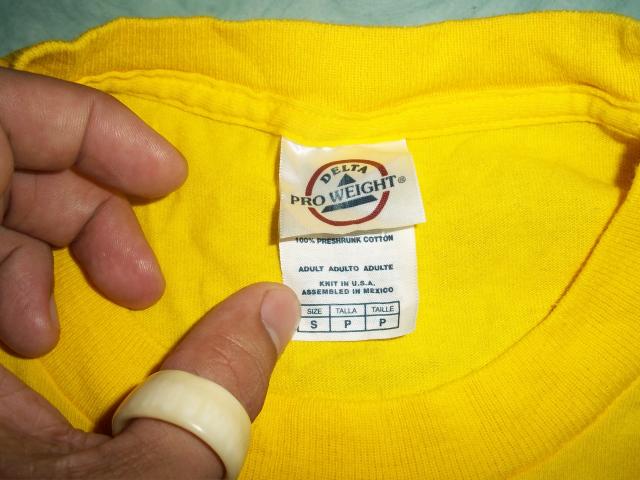 DELTA
PRO WEIGHT®
100% PRESHRUNK COTTON
ADULT ADULTO ADULTE
KNIT IN U.S.A.
ASSEMBLED IN MEXICO
SIZE TALLA TAILLE
S P P